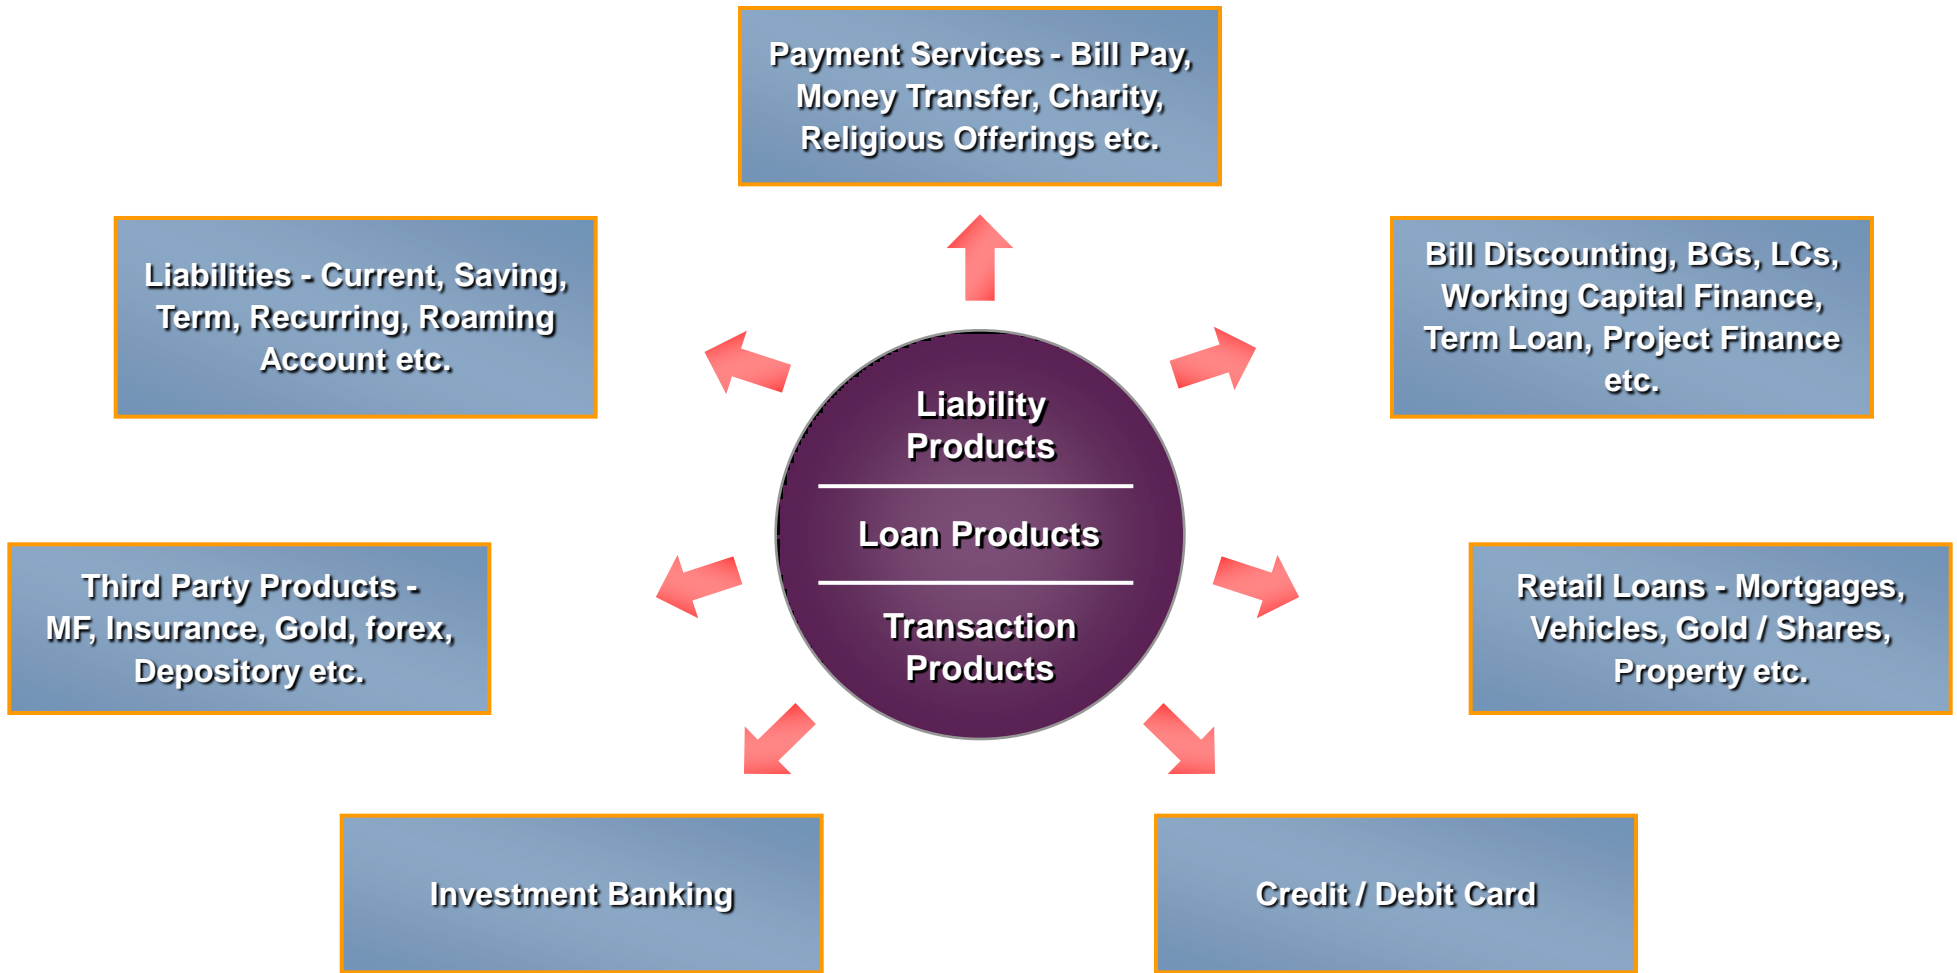 Payment Services - Bill Pay,
Money Transfer, Charity,
Religious Offerings etc.
Liabilities - Current, Saving,
Term, Recurring, Roaming
Account etc.
Bill Discounting, BGs, LCs,
Working Capital Finance,
Term Loan, Project Finance
etc.
Liability
Products
Loan Products
Transaction
Products
Third Party Products -
MF, Insurance, Gold, forex,
Depository etc.
Retail Loans - Mortgages,
Vehicles, Gold / Shares,
Property etc.
Investment Banking
Credit / Debit Card